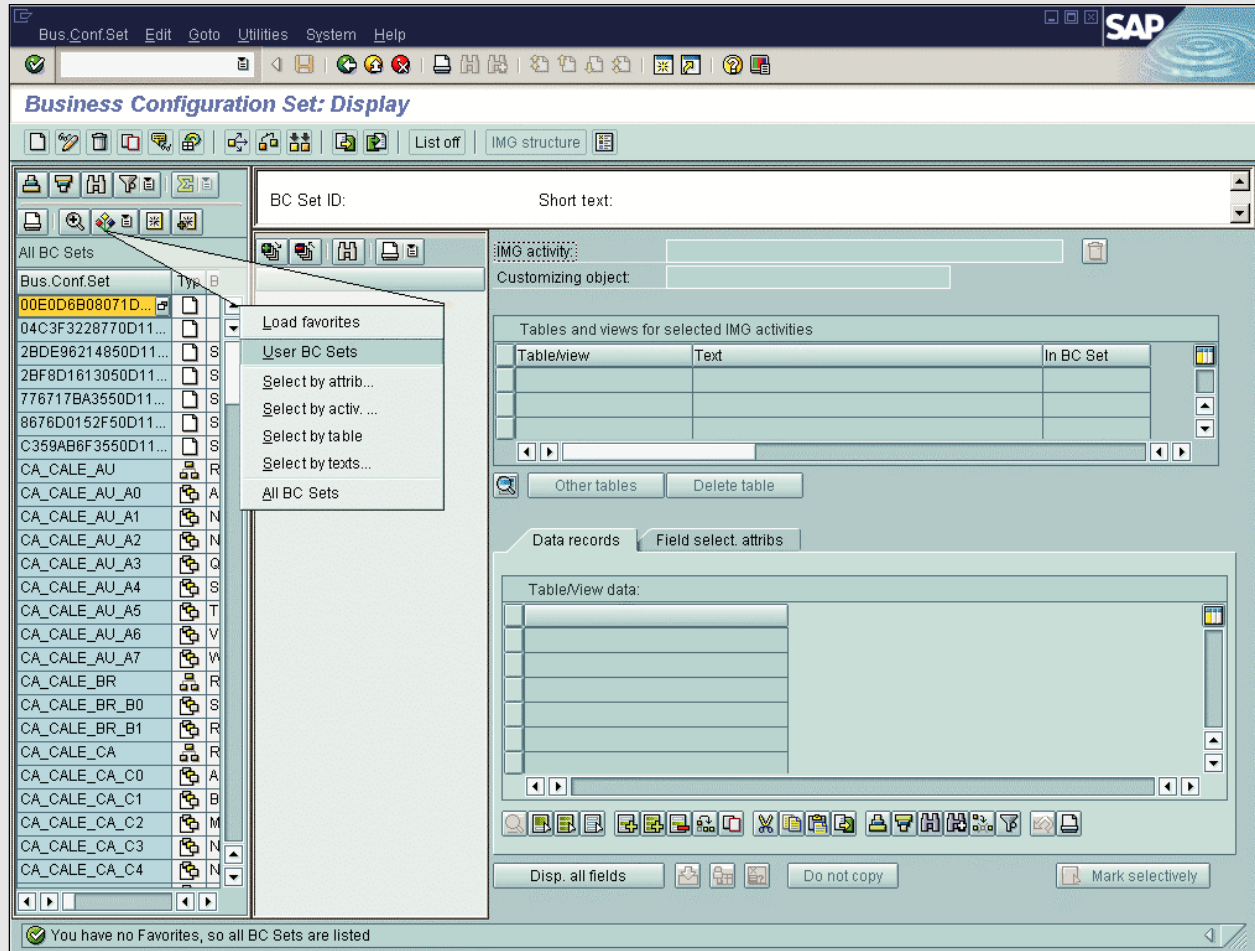 Bus.Conf.Set Edit Goto Utilities System Help
SAP
Business Configuration Set: Display
List off IMG structure
BC Set ID: Short text:
All BC Sets
Bus.Conf.Set Typ B
IMG activity:
Customizing object:
00E0D6B08071D...
04C3F3228770D11...
2BDE96214850D11... S
2BF8D1613050D11... S
776717BA3550D11... S
8676D0152F50D11... S
C359AB6F3550D11... S
CA_CALE_AU R
CA_CALE_AU_A0 A
CA_CALE_AU_A1 N
CA_CALE_AU_A2 N
CA_CALE_AU_A3 Q
CA_CALE_AU_A4 S
CA_CALE_AU_A5 T
CA_CALE_AU_A6 V
CA_CALE_AU_A7 W
CA_CALE_BR R
CA_CALE_BR_B0 S
CA_CALE_BR_B1 R
CA_CALE_CA R
CA_CALE_CA_C0 A
CA_CALE_CA_C1 B
CA_CALE_CA_C2 M
CA_CALE_CA_C3 N
CA_CALE_CA_C4 N
Load favorites
User BC Sets
Select by attrib...
Select by activ. ...
Select by table
Select by texts...
All BC Sets
Tables and views for selected IMG activities
Table/view Text In BC Set
Other tables Delete table
Data records Field select. attribs
Table/View data:
Disp. all fields Do not copy Mark selectively
You have no Favorites, so all BC Sets are listed